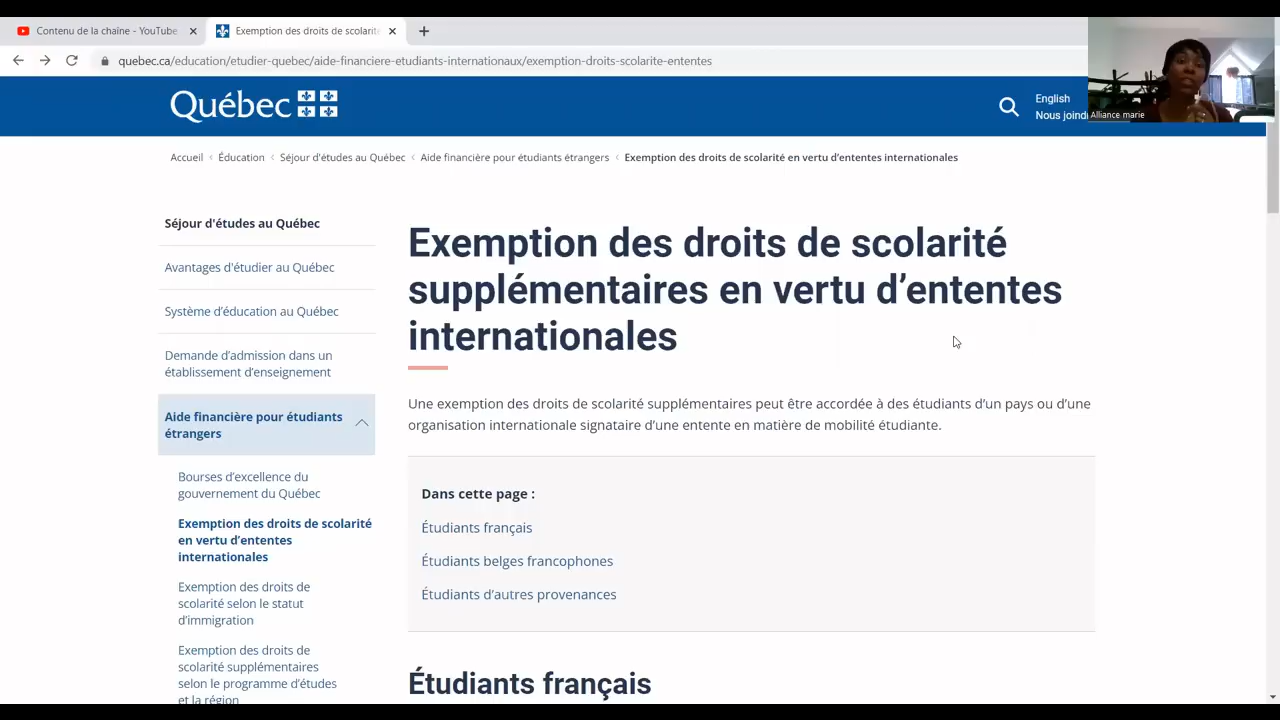 Contenu de la chaîne - YouTube
Exemption des droits de scolarité
quebec.ca/education/etudier-quebec/aide-financiere-etudiants-internationaux/exemption-droits-scolarite-ententes
Québec
English
Nous joind
Alliance marie
Accueil
Éducation
Séjour d'études au Québec
Aide financière pour étudiants étrangers
Exemption des droits de scolarité en vertu d'ententes internationales
Séjour d'études au Québec
Avantages d'étudier au Québec
Système d'éducation au Québec
Demande d'admission dans un
établissement d'enseignement
Aide financière pour étudiants
étrangers
Bourses d'excellence du
gouvernement du Québec
Exemption des droits de scolarité
en vertu d'ententes
internationales
Exemption des droits de
scolarité selon le statut
d'immigration
Exemption des droits de
scolarité supplémentaires
selon le programme d'études
et la région
Exemption des droits de scolarité
supplémentaires en vertu d'ententes
internationales
Une exemption des droits de scolarité supplémentaires peut être accordée à des étudiants d'un pays ou d'une
organisation internationale signataire d'une entente en matière de mobilité étudiante.
Dans cette page :
Étudiants français
Étudiants belges francophones
Étudiants d'autres provenances
Étudiants français